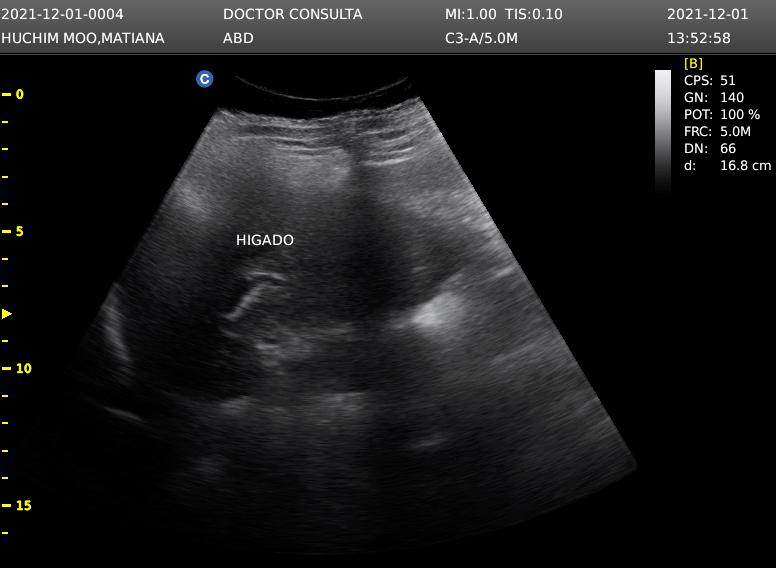 2021-12-01-0004 DOCTOR CONSULTA MI:1.00 TIS:0.10 2021-12-01
HUCHIM MOO,MATIANA ABD C3-A/5.0M 13:52:58
C
[B]
CPS: 51
GN: 140
POT: 100 %
FRC: 5.0M
DN: 66
d: 16.8 cm
0
5
HIGADO
10
15